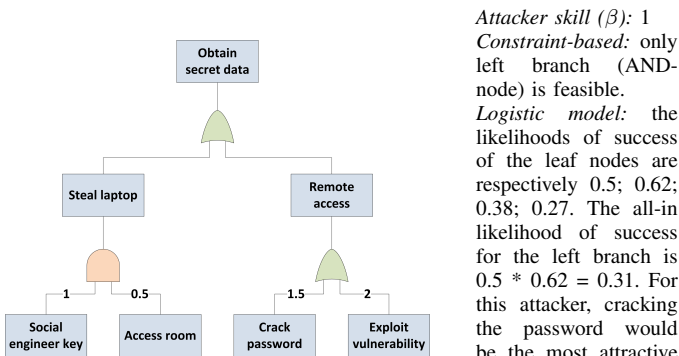 Obtain
secret data
Steal laptop
Remote
access
1
0.5
1.5
2
Social
engineer key
Access room
Crack
password
Exploit
vulnerability
Attacker skill (β): 1
Constraint-based: only
left branch (AND-
node) is feasible.
Logistic model: the
likelihoods of success
of the leaf nodes are
respectively 0.5; 0.62;
0.38; 0.27. The all-in
likelihood of success
for the left branch is
0.5 * 0.62 = 0.31. For
this attacker, cracking
the password would
be the most attractive